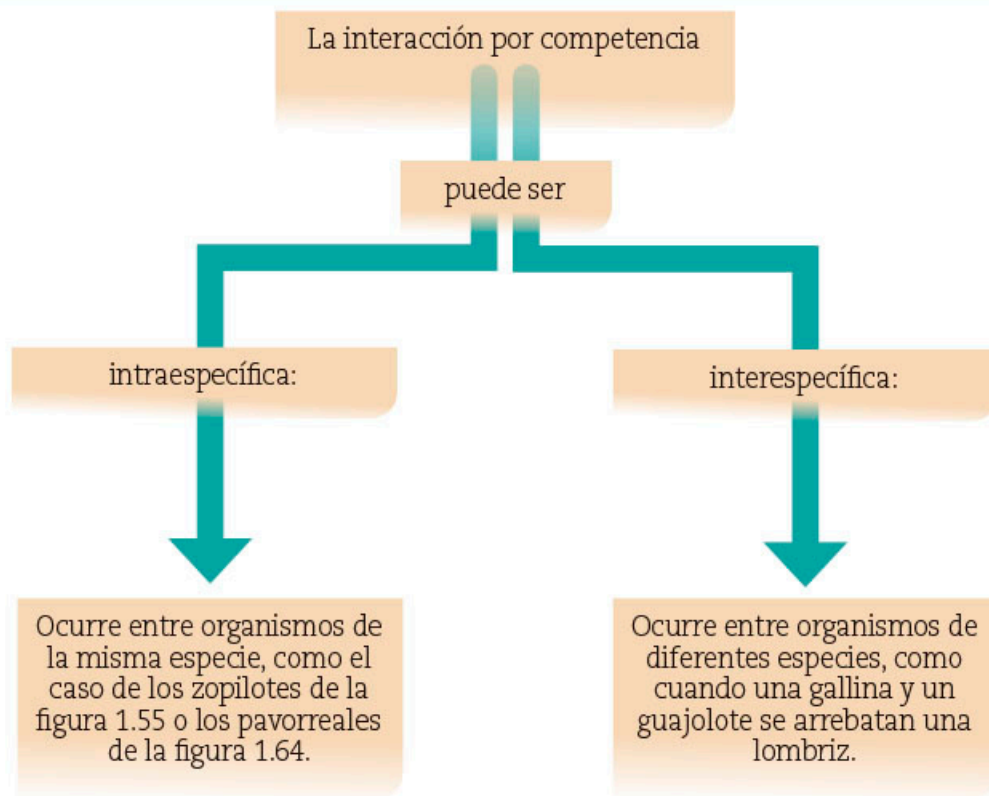 La interacción por competencia
puede ser
intraespecífica:
interespecífica:
Ocurre entre organismos de
la misma especie, como el
caso de los zopilotes de la
figura 1.55 o los pavorreales
de la figura 1.64.
Ocurre entre organismos de
diferentes especies, como
cuando una gallina y un
guajolote se arrebatan una
lombriz.